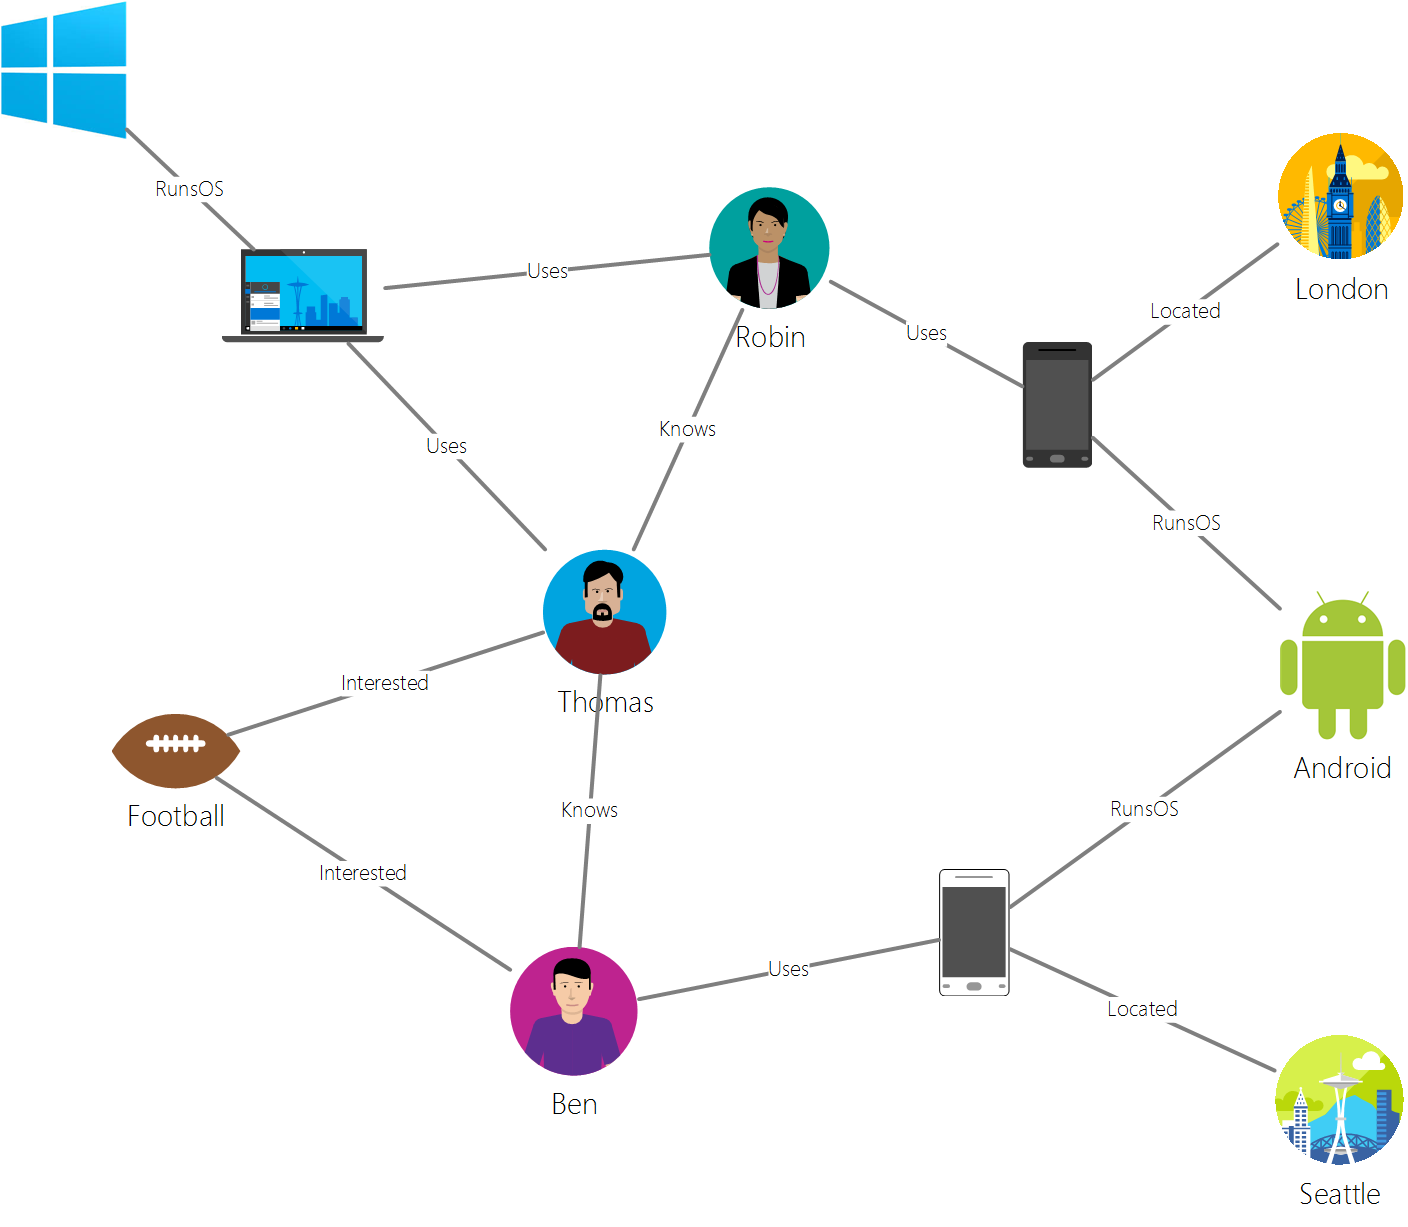 RunsOS
Uses
Robin
Uses
Located
London
Knows
Uses
RunsOS
Interested
Thomas
Android
Football
Knows
RunsOS
Interested
Uses
Located
Ben
Seattle